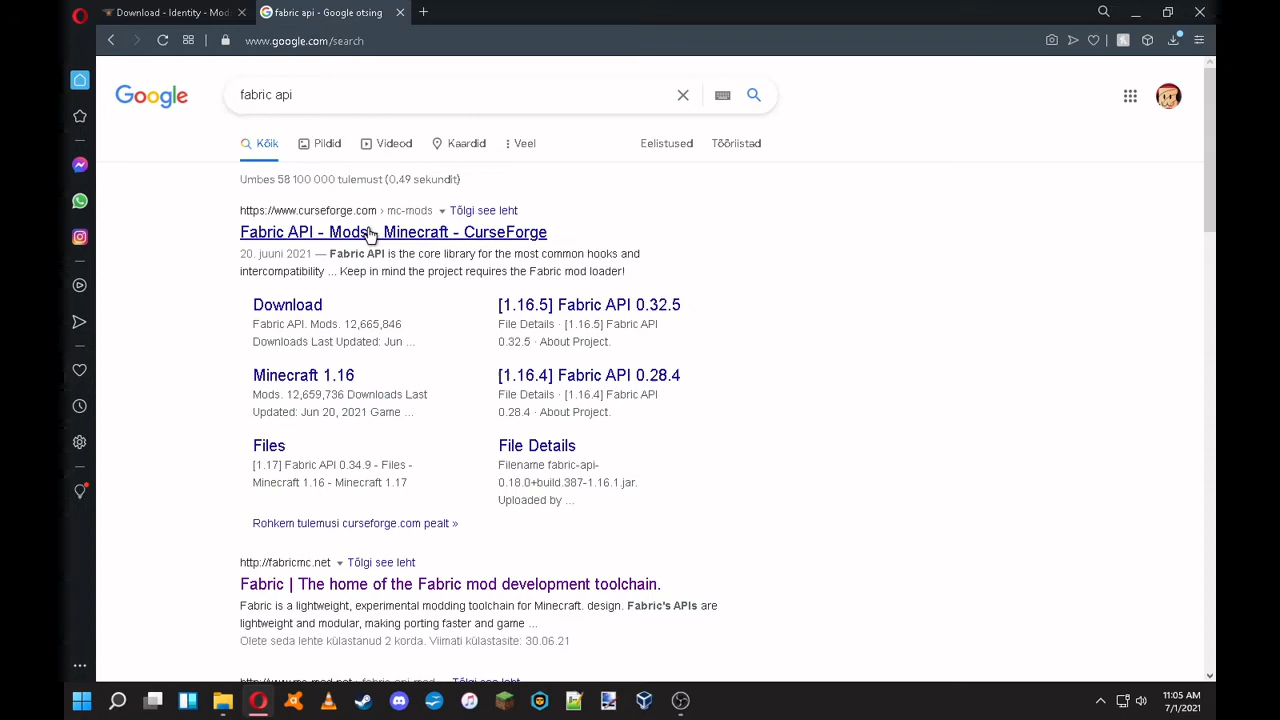 Download - Identity - Mod
fabric api - Google otsing
www.google.com/search
Google
fabric api
Kõik
Pildid
Videod
Kaardid
Veel
Eelistused
Tööriistad
Umbes 58 100 000 tulemust (0,49 sekundit)
https://www.curseforge.com › mc-mods
Tõlgi see leht
Fabric API - Mods - Minecraft - CurseForge
20. juuni 2021 — Fabric API is the core library for the most common hooks and
intercompatibility ... Keep in mind the project requires the Fabric mod loader!
Download
Fabric API. Mods. 12,665,846
Downloads Last Updated: Jun ...
[1.16.5] Fabric API 0.32.5
File Details · [1.16.5] Fabric API
0.32.5 · About Project.
Minecraft 1.16
Mods. 12,659,736 Downloads Last
Updated: Jun 20, 2021 Game ...
[1.16.4] Fabric API 0.28.4
File Details · [1.16.4] Fabric API
0.28.4 · About Project.
Files
[1.17] Fabric API 0.34.9 - Files -
Minecraft 1.16 - Minecraft 1.17
File Details
Filename fabric-api-
0.18.0+build.387-1.16.1.jar.
Uploaded by ...
Rohkem tulemusi curseforge.com pealt »
http://fabricmc.net
Tõlgi see leht
Fabric | The home of the Fabric mod development toolchain.
Fabric is a lightweight, experimental modding toolchain for Minecraft. design. Fabric's APIs are
lightweight and modular, making porting faster and game ...
Olete seda lehte külastanud 2 korda. Viimati külastasite: 30.06.21
Tõlgi see leht
11:05 AM
7/1/2021